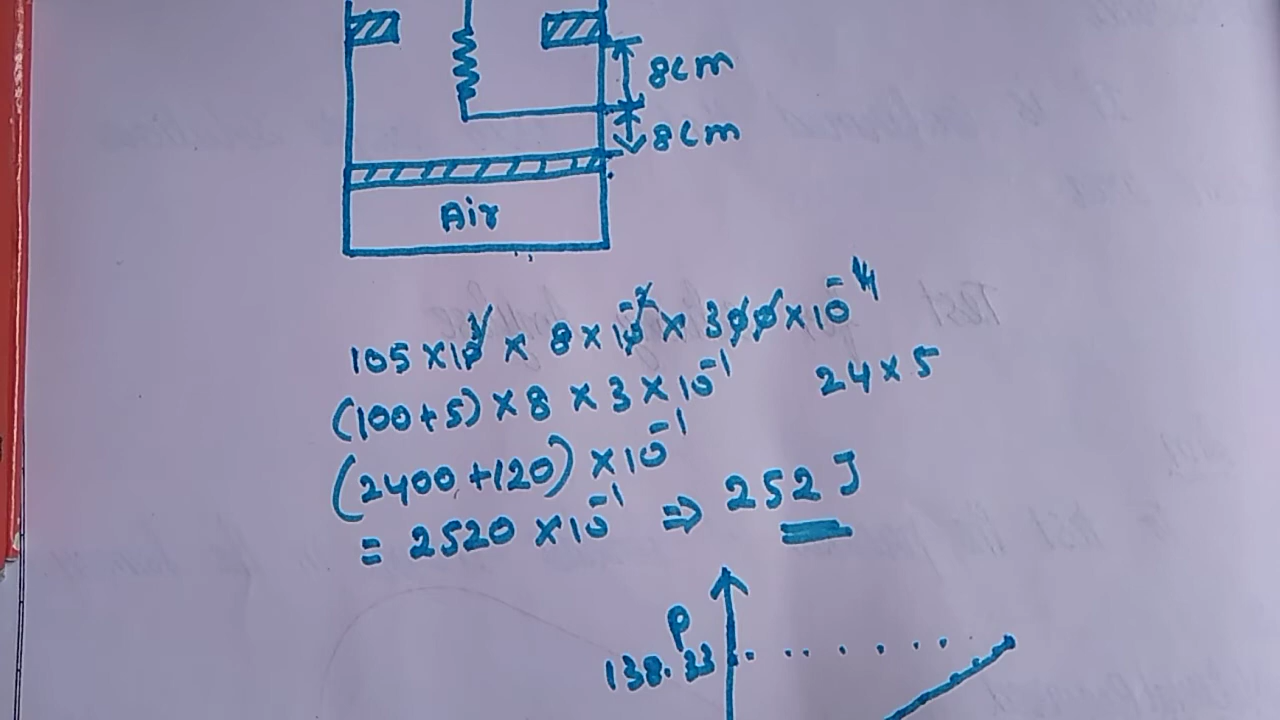 8cm
8cm
Air
105 × 10³ × 8 × 10⁻² × 300 × 10⁻⁴
(100+5) × 8 × 3 × 10⁻¹ 24 × 5
(2400 + 120) × 10⁻¹
= 2520 × 10⁻¹ ⇒ 252 J
P
138.33